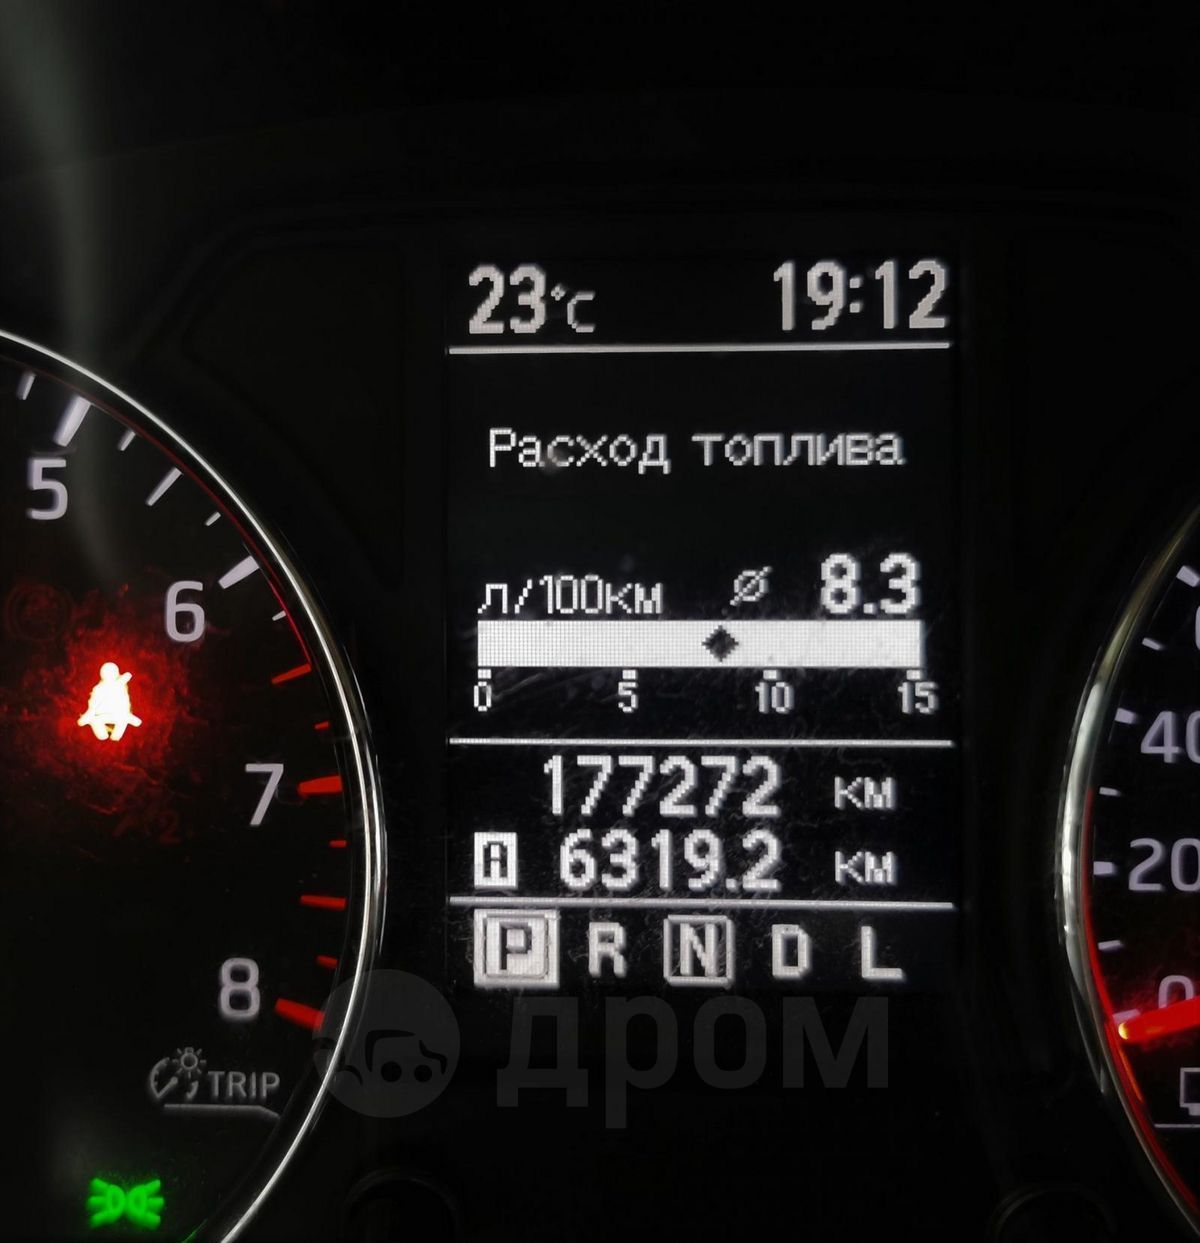 23°C 19:12
Расход топлива
л/100км ⌀ 8.3
0 5 10 15
177272 км
A 6319.2 км
P R N D L
5
6
7
8
TRIP
40
20
0
дром